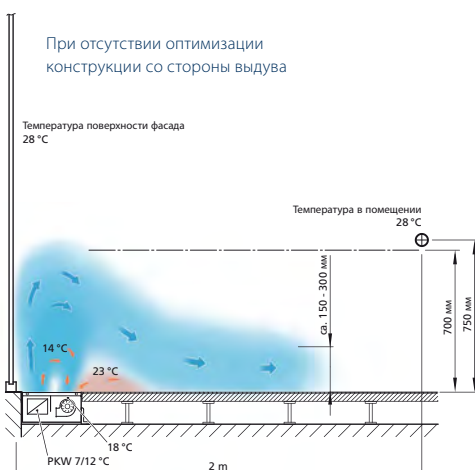 При отсутствии оптимизации
конструкции со стороны выдува
Температура поверхности фасада
28 °C
Температура в помещении
28 °C
ca. 150 - 300 мм
700 мм
750 мм
14 °C
23 °C
18 °C
PKW 7/12 °C
2 m